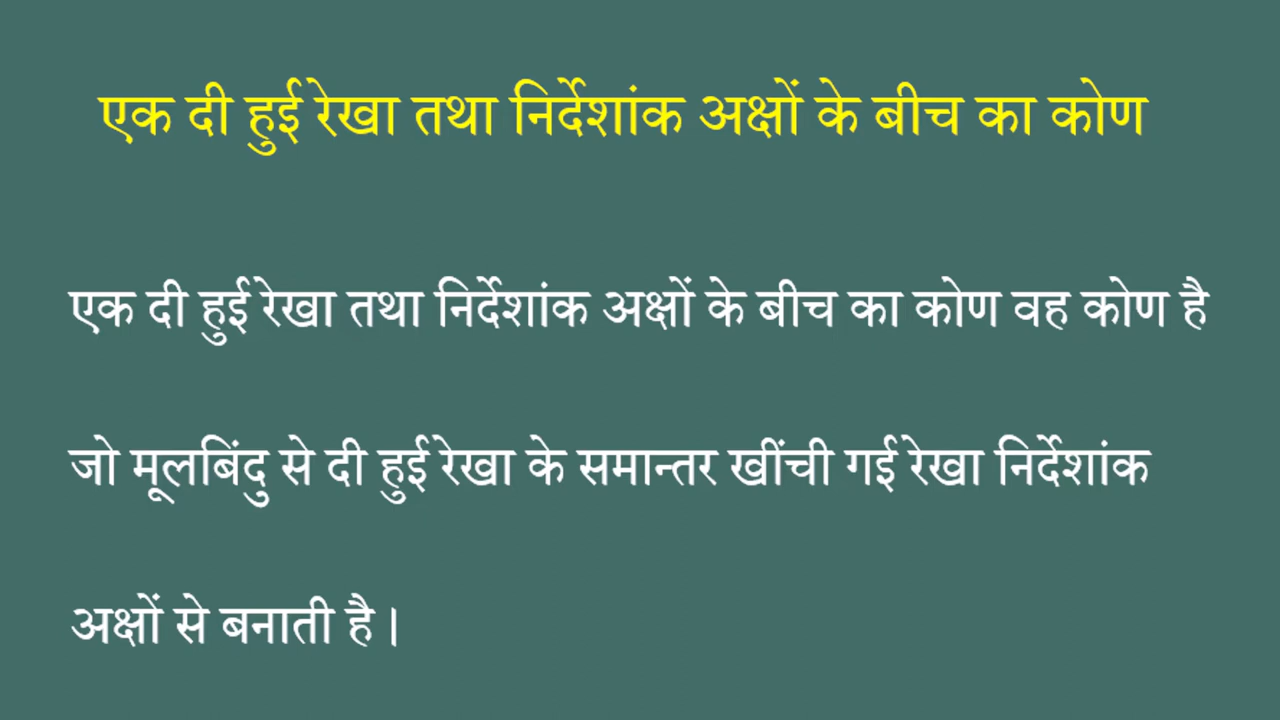 एक दी हुई रेखा तथा निर्देशांक अक्षों के बीच का कोण
एक दी हुई रेखा तथा निर्देशांक अक्षों के बीच का कोण वह कोण है
जो मूलबिंदु से दी हुई रेखा के समान्तर खींची गई रेखा निर्देशांक
अक्षों से बनाती है।